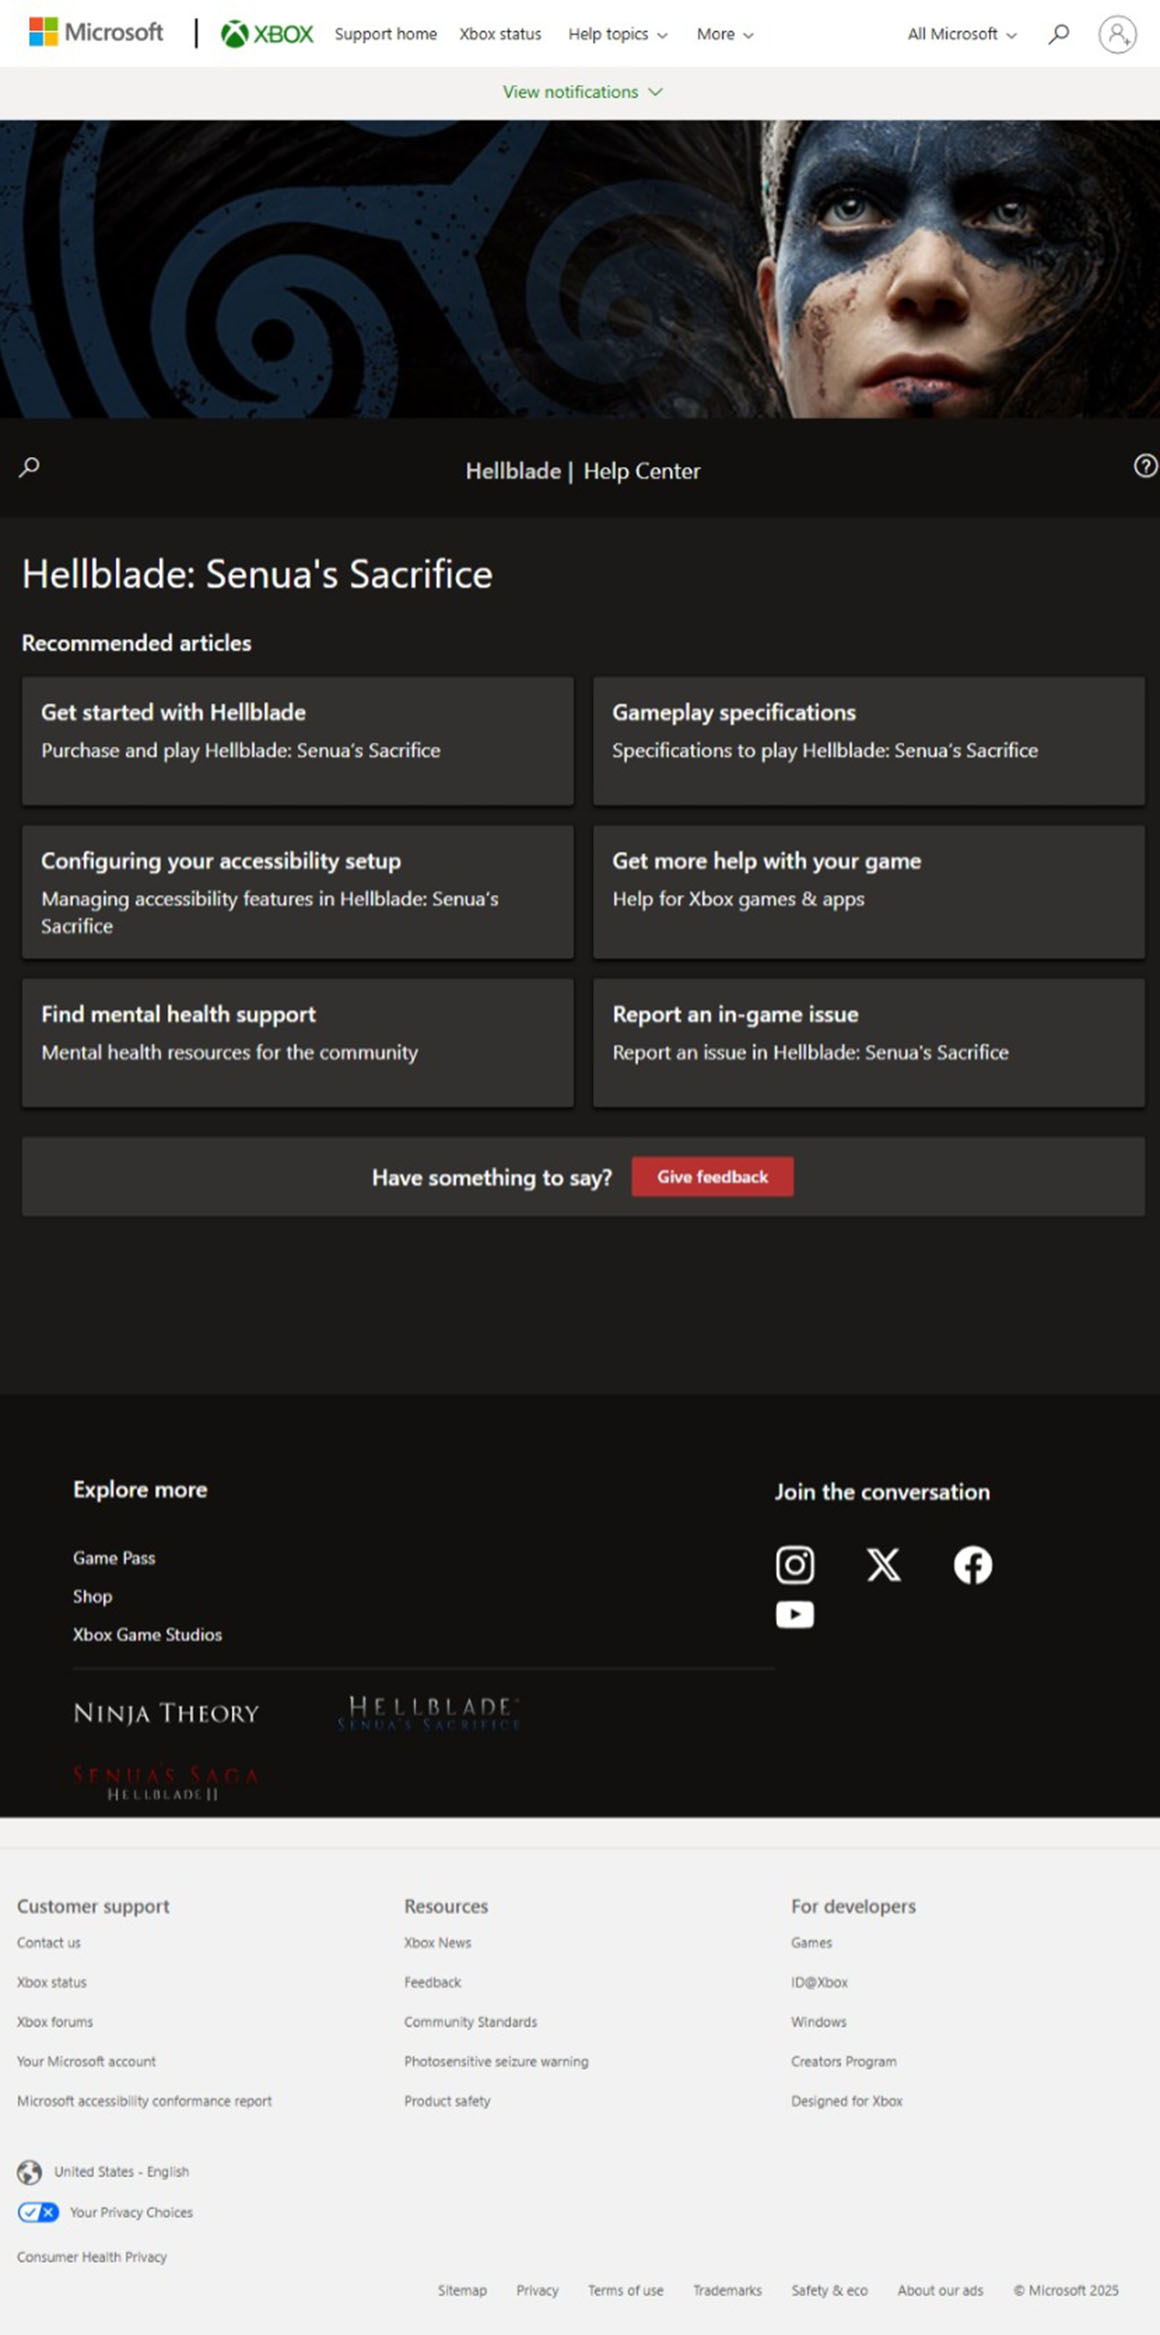 Microsoft | XBOX Support home Xbox status Help topics More All Microsoft
View notifications
Hellblade | Help Center
Hellblade: Senua's Sacrifice
Recommended articles
Get started with Hellblade
Purchase and play Hellblade: Senua's Sacrifice
Gameplay specifications
Specifications to play Hellblade: Senua's Sacrifice
Configuring your accessibility setup
Managing accessibility features in Hellblade: Senua's
Sacrifice
Get more help with your game
Help for Xbox games & apps
Find mental health support
Mental health resources for the community
Report an in-game issue
Report an issue in Hellblade: Senua's Sacrifice
Have something to say? Give feedback
Explore more
Game Pass
Shop
Xbox Game Studios
Join the conversation
NINJA THEORY
HELLBLADE™
SENUA'S SACRIFICE
SENUA'S SAGA
HELLBLADE II
Customer support
Contact us
Xbox status
Xbox forums
Your Microsoft account
Microsoft accessibility conformance report
Resources
Xbox News
Feedback
Community Standards
Photosensitive seizure warning
Product safety
For developers
Games
ID@Xbox
Windows
Creators Program
Designed for Xbox
United States - English
Your Privacy Choices
Consumer Health Privacy
Sitemap Privacy Terms of use Trademarks Safety & eco About our ads © Microsoft 2025